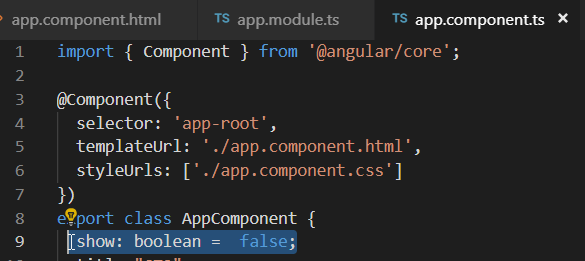 app.component.html TS app.module.ts TS app.component.ts ×
1 import { Component } from '@angular/core';
2
3 @Component({
4 selector: 'app-root',
5 templateUrl: './app.component.html',
6 styleUrls: ['./app.component.css']
7 })
8 export class AppComponent {
9 show: boolean =  false;